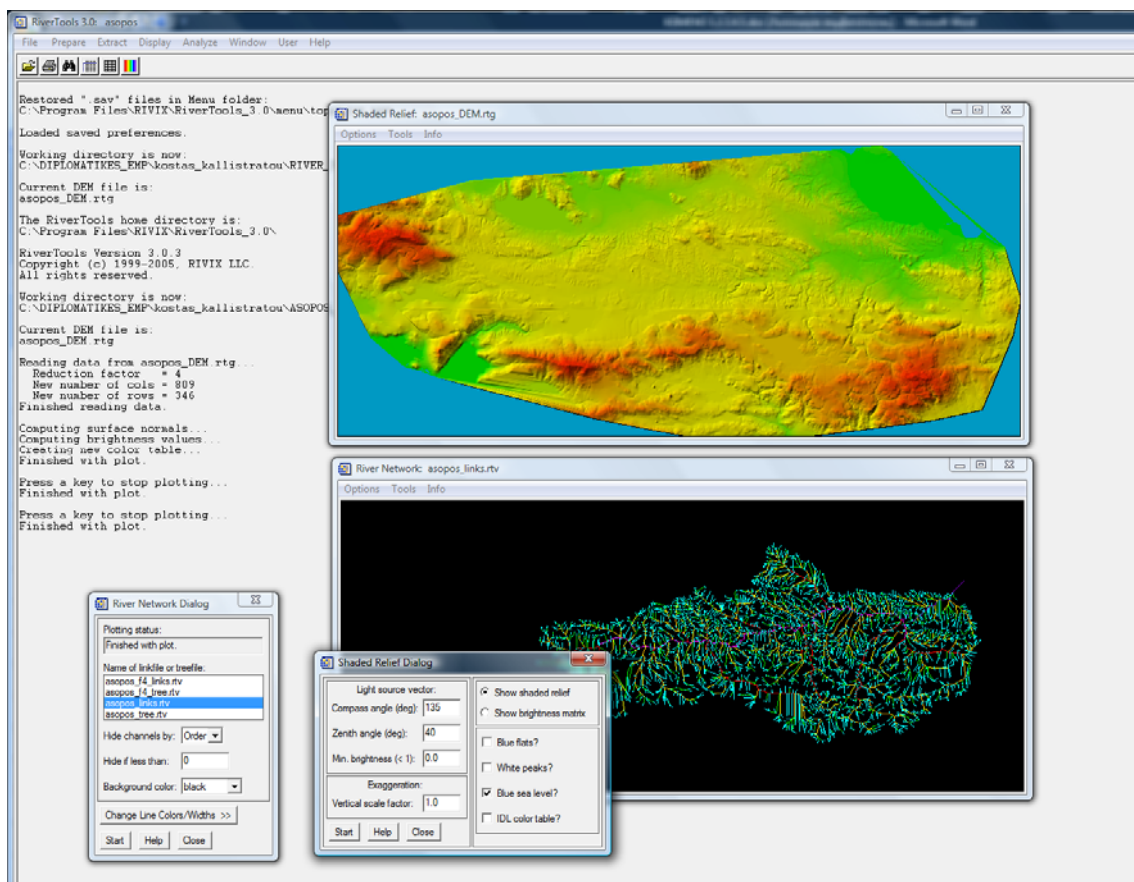 RiverTools 3.0: asopos
File Prepare Extract Display Analyze Window User Help
Restored ".sav" files in Menu folder:
C:\Program Files\RIVIX\RiverTools_3.0\menu\top
Loaded saved preferences.
Working directory is now:
C:\DIPLOMATIKES_EMP\kostas_kallistratou\RIVER_
Current DEM file is:
asopos_DEM.rtg
The RiverTools home directory is:
C:\Program Files\RIVIX\RiverTools_3.0\
RiverTools Version 3.0.3
Copyright (c) 1999-2005, RIVIX LLC.
All rights reserved.
Working directory is now:
C:\DIPLOMATIKES_EMP\kostas_kallistratou\ASOPOS
Current DEM file is:
asopos_DEM.rtg
Reading data from asopos_DEM.rtg...
Reduction factor = 4
New number of cols = 809
New number of rows = 346
Finished reading data.
Computing surface normals...
Computing brightness values...
Creating new color table...
Finished with plot.
Press a key to stop plotting...
Finished with plot.
Press a key to stop plotting...
Finished with plot.
Shaded Relief: asopos_DEM.rtg
Options Tools Info
River Network: asopos_links.rtv
Options Tools Info
River Network Dialog
Plotting status:
Finished with plot.
Name of linkfile or treefile:
asopos_f4_links.rtv
asopos_f4_tree.rtv
asopos_links.rtv
asopos_tree.rtv
Hide channels by: Order
Hide if less than: 0
Background color: black
Change Line Colors/Widths >>
Start Help Close
Shaded Relief Dialog
Light source vector:
Compass angle (deg): 135
Zenith angle (deg): 40
Min. brightness (< 1): 0.0
Exaggeration:
Vertical scale factor: 1.0
Start Help Close
Show shaded relief
Show brightness matrix
Blue flats?
White peaks?
Blue sea level?
IDL color table?